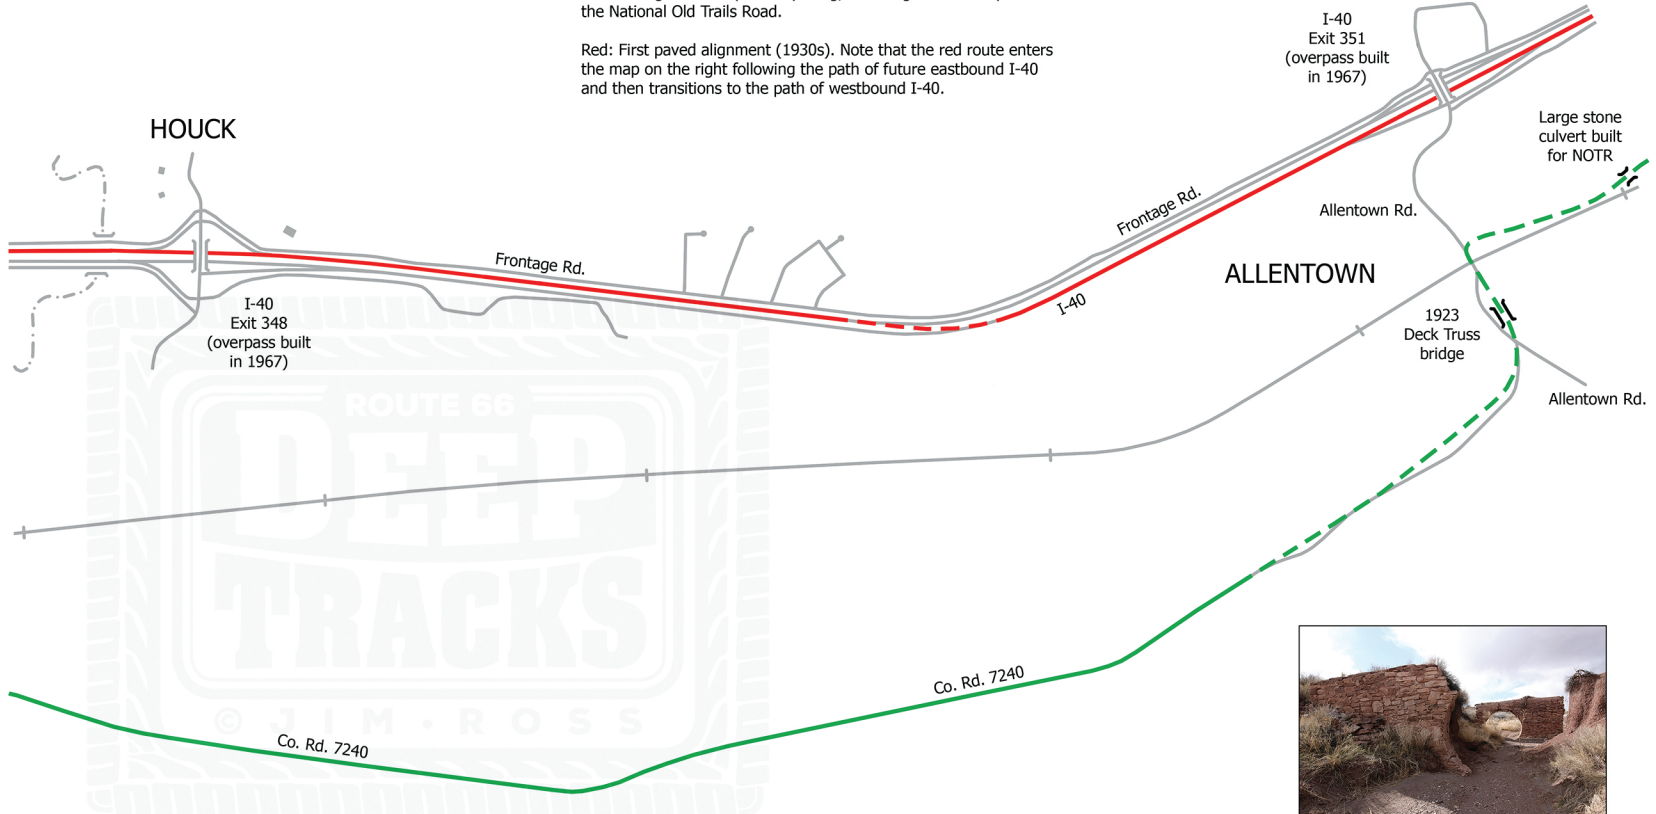 the National Old Trails Road.
Red: First paved alignment (1930s). Note that the red route enters
the map on the right following the path of future eastbound I-40
and then transitions to the path of westbound I-40.
I-40
Exit 351
(overpass built
in 1967)
HOUCK
Large stone
culvert built
for NOTR
Frontage Rd.
Allentown Rd.
Frontage Rd.
ALLENTOWN
I-40
I-40
Exit 348
(overpass built
in 1967)
1923
Deck Truss
bridge
Allentown Rd.
ROUTE 66
DEEP
TRACKS
© JIM · ROSS
Co. Rd. 7240
Co. Rd. 7240